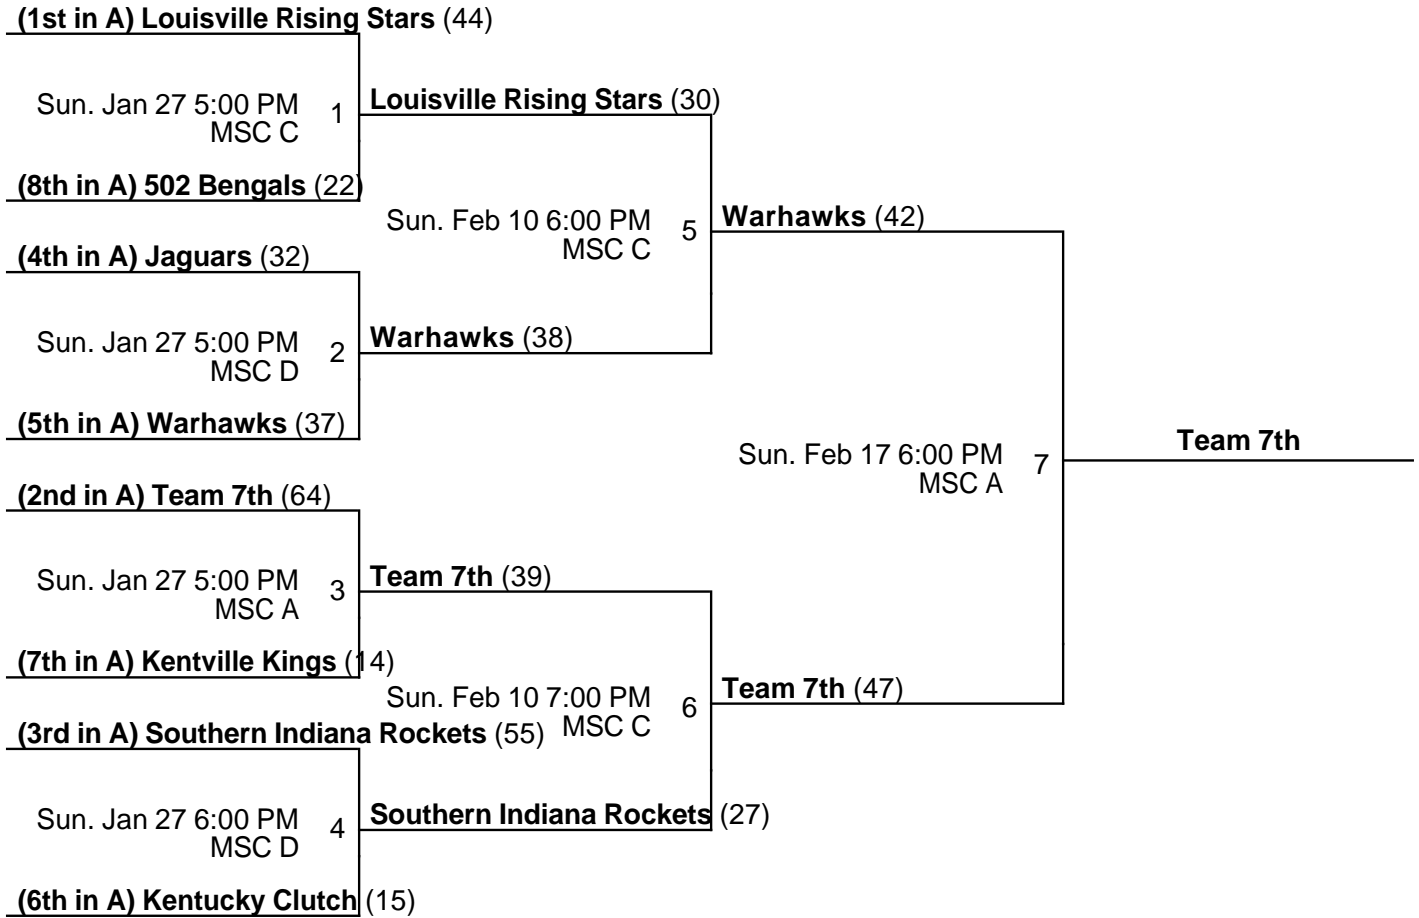 (1st in A) Louisville Rising Stars (44)
Sun. Jan 27 5:00 PM 1
MSC C
Louisville Rising Stars (30)
(8th in A) 502 Bengals (22)
Sun. Feb 10 6:00 PM 5
MSC C
Warhawks (42)
(4th in A) Jaguars (32)
Sun. Jan 27 5:00 PM 2
MSC D
Warhawks (38)
(5th in A) Warhawks (37)
Sun. Feb 17 6:00 PM 7
MSC A
Team 7th
(2nd in A) Team 7th (64)
Sun. Jan 27 5:00 PM 3
MSC A
Team 7th (39)
(7th in A) Kentville Kings (14)
Sun. Feb 10 7:00 PM 6
MSC C
Team 7th (47)
(3rd in A) Southern Indiana Rockets (55)
Sun. Jan 27 6:00 PM 4
MSC D
Southern Indiana Rockets (27)
(6th in A) Kentucky Clutch (15)